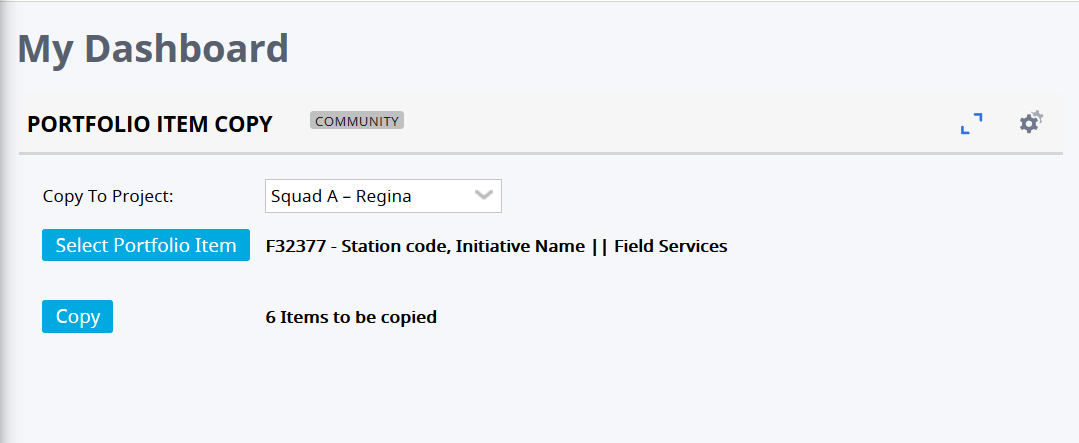 My Dashboard
PORTFOLIO ITEM COPY COMMUNITY
Copy To Project: Squad A – Regina
Select Portfolio Item F32377 - Station code, Initiative Name || Field Services
Copy 6 Items to be copied